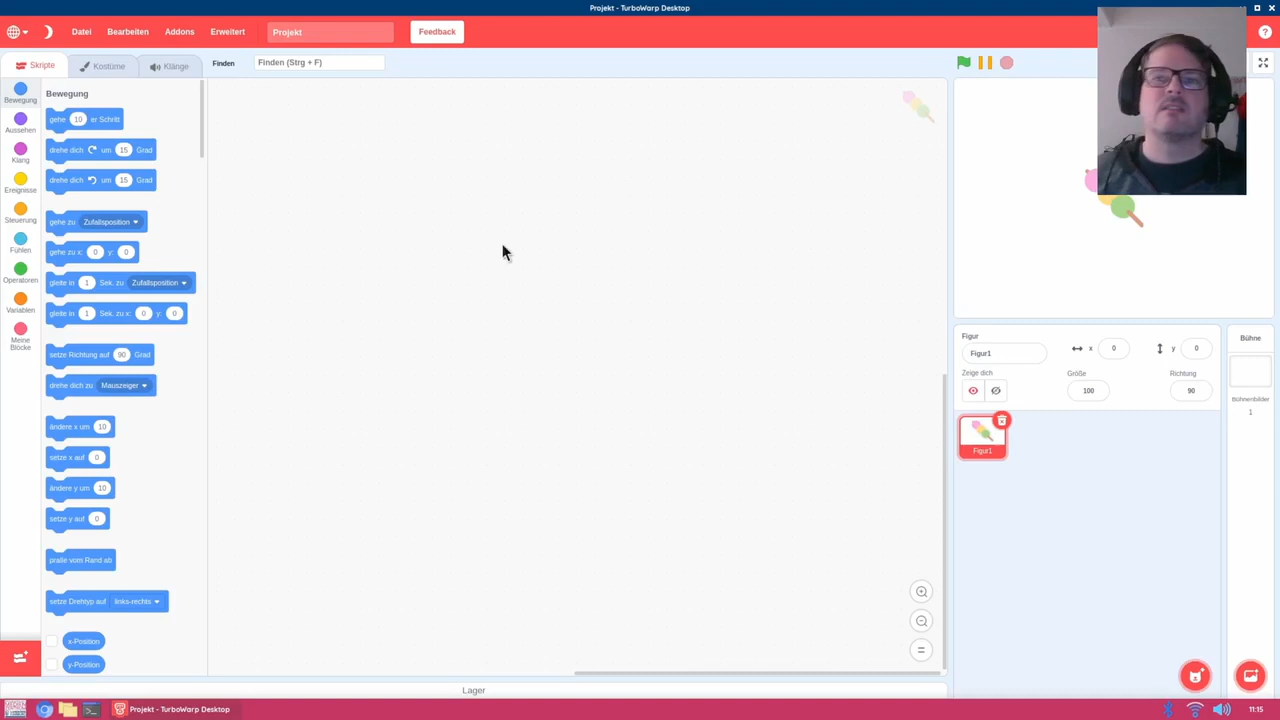 Projekt - TurboWarp Desktop
Datei
Bearbeiten
Addons
Erweitert
Projekt
Feedback
?
Skripte
Kostüme
Klänge
Finden
Finden (Strg + F)
Bewegung
Aussehen
Klang
Ereignisse
Steuerung
Fühlen
Operatoren
Variablen
Meine
Blöcke
Bewegung
gehe 10 er Schritt
drehe dich um 15 Grad
drehe dich um 15 Grad
gehe zu Zufallsposition
gehe zu x: 0 y: 0
gleite in 1 Sek. zu Zufallsposition
gleite in 1 Sek. zu x: 0 y: 0
setze Richtung auf 90 Grad
drehe dich zu Mauszeiger
ändere x um 10
setze x auf 0
ändere y um 10
setze y auf 0
pralle vom Rand ab
setze Drehtyp auf links-rechts
x-Position
y-Position
Lager
Figur
Figur1
x 0
y 0
Zeige dich
Größe
100
Richtung
90
Figur1
Bühne
Bühnenbilder
1
Projekt - TurboWarp Desktop
11:15